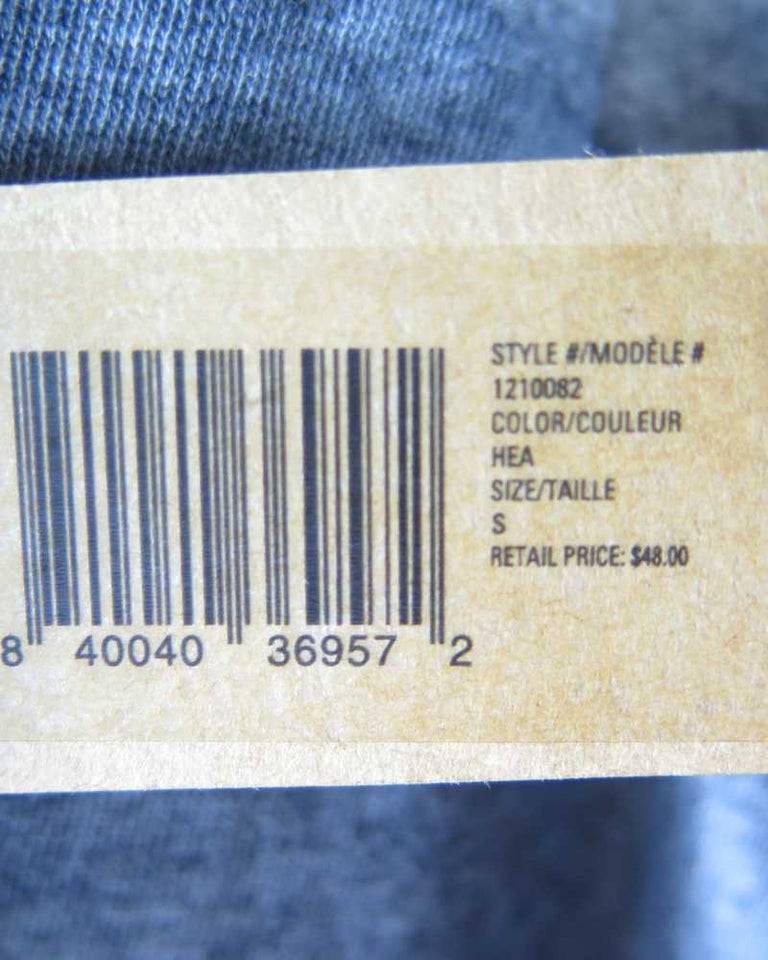 STYLE #/MODÈLE #
1210082
COLOR/COULEUR
HEA
SIZE/TAILLE
S
RETAIL PRICE: $48.00
8 40040 36957 2